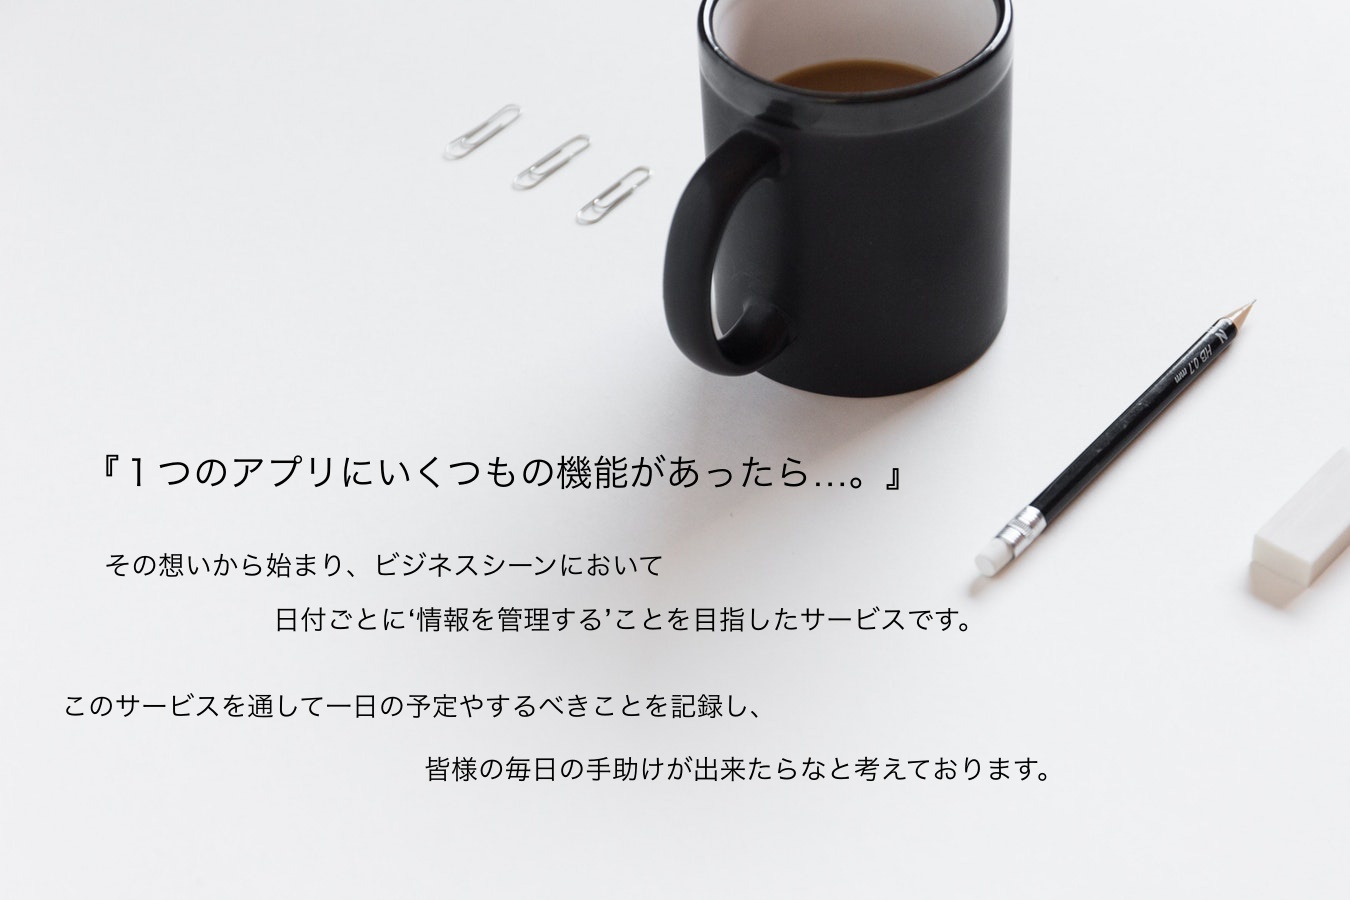 『１つのアプリにいくつもの機能があったら…。』
その想いから始まり、ビジネスシーンにおいて
日付ごとに‘情報を管理する’ことを目指したサービスです。
このサービスを通して一日の予定やするべきことを記録し、
皆様の毎日の手助けが出来たらなと考えております。
HB 0.7 mm